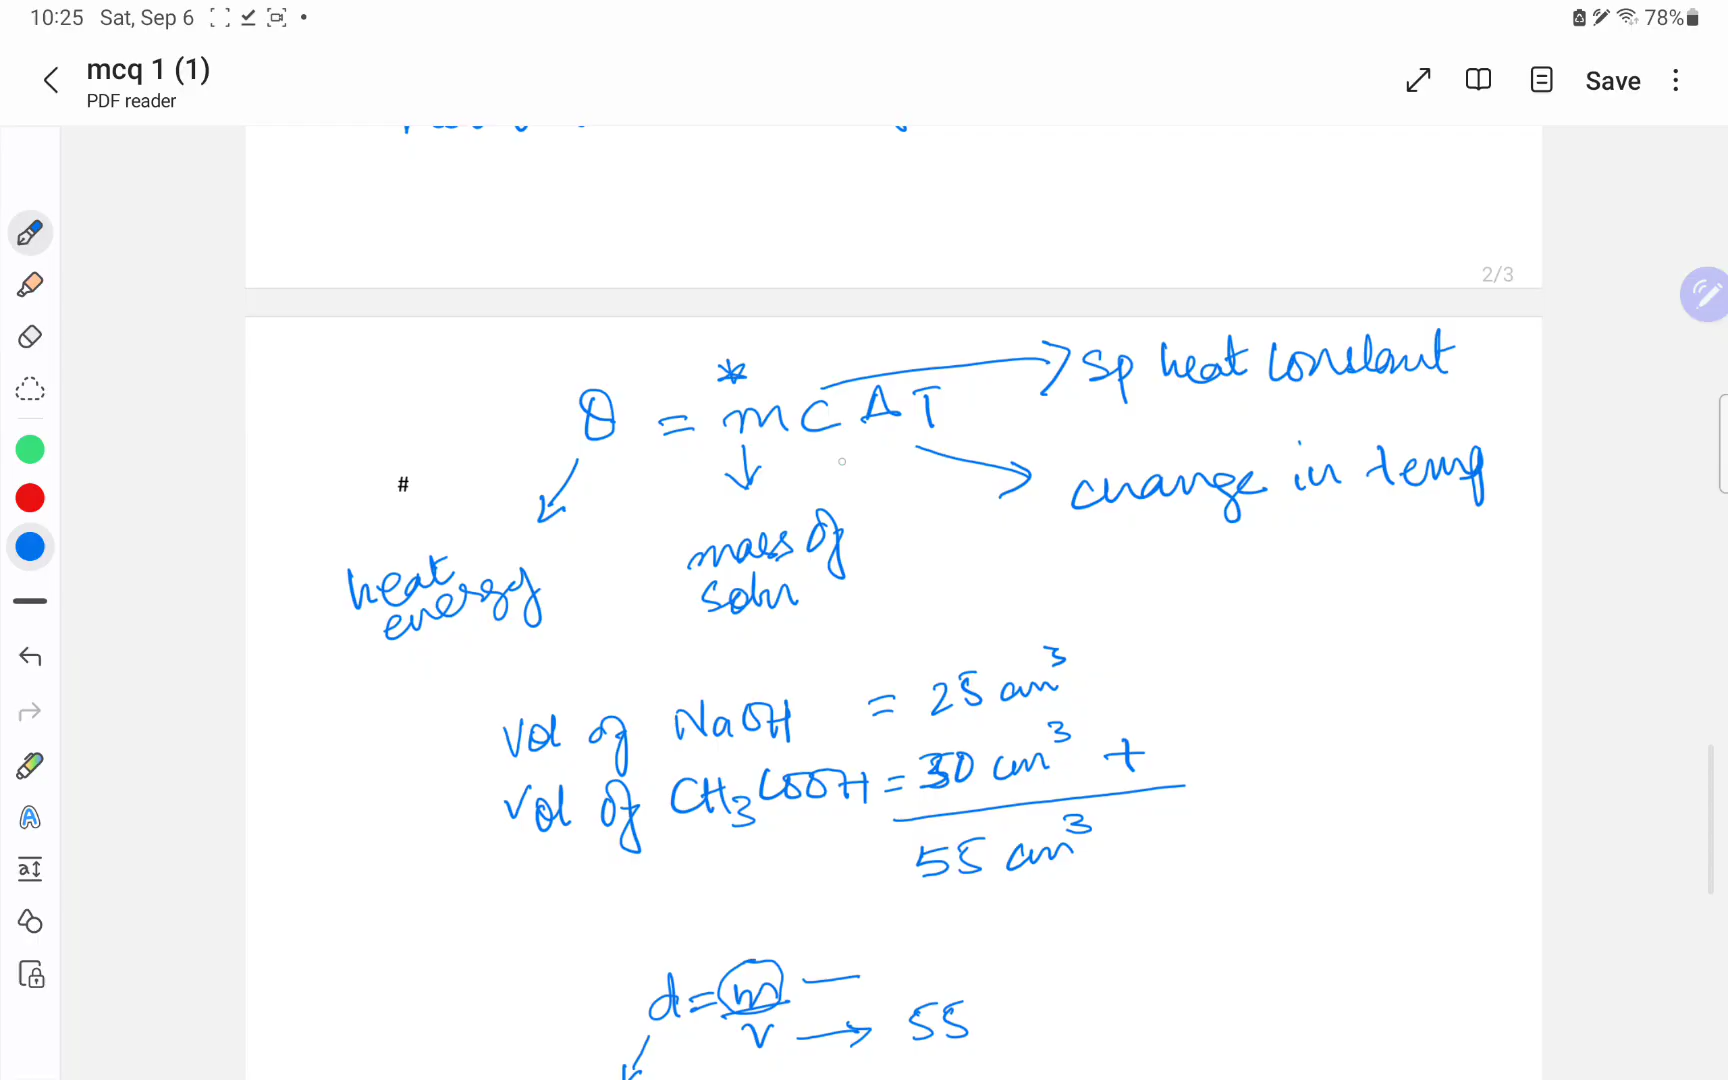 10:25 Sat, Sep 6
78%
mcq 1 (1)
PDF reader
Save
2/3
*
Q = mCΔT
Sp heat constant
change in temp
#
heat energy
mass of
soln
Vol of NaOH = 25 cm³
Vol of CH₃COOH = 30 cm³ +
55 cm³
d = m
v → 55